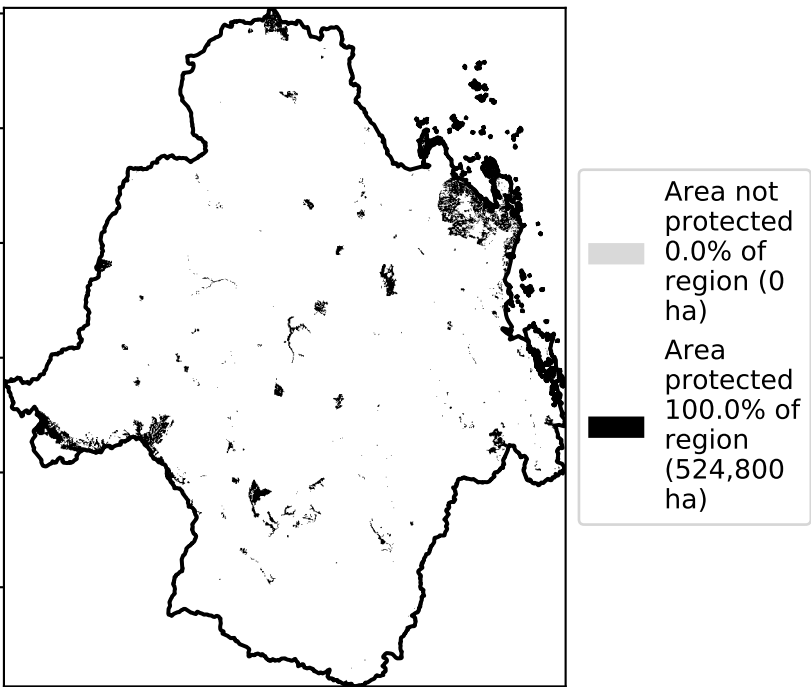 Area not
protected
0.0% of
region (0
ha)
Area
protected
100.0% of
region
(524,800
ha)